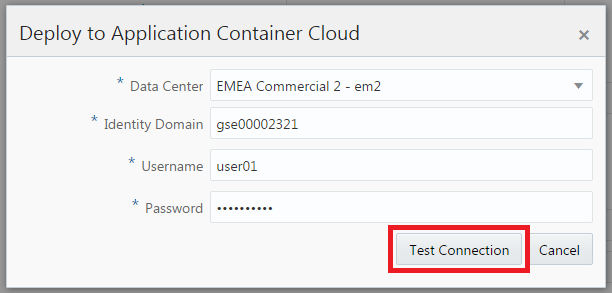 Deploy to Application Container Cloud ×
* Data Center EMEA Commercial 2 - em2
* Identity Domain gse00002321
* Username user01
* Password ••••••••••
Test Connection Cancel